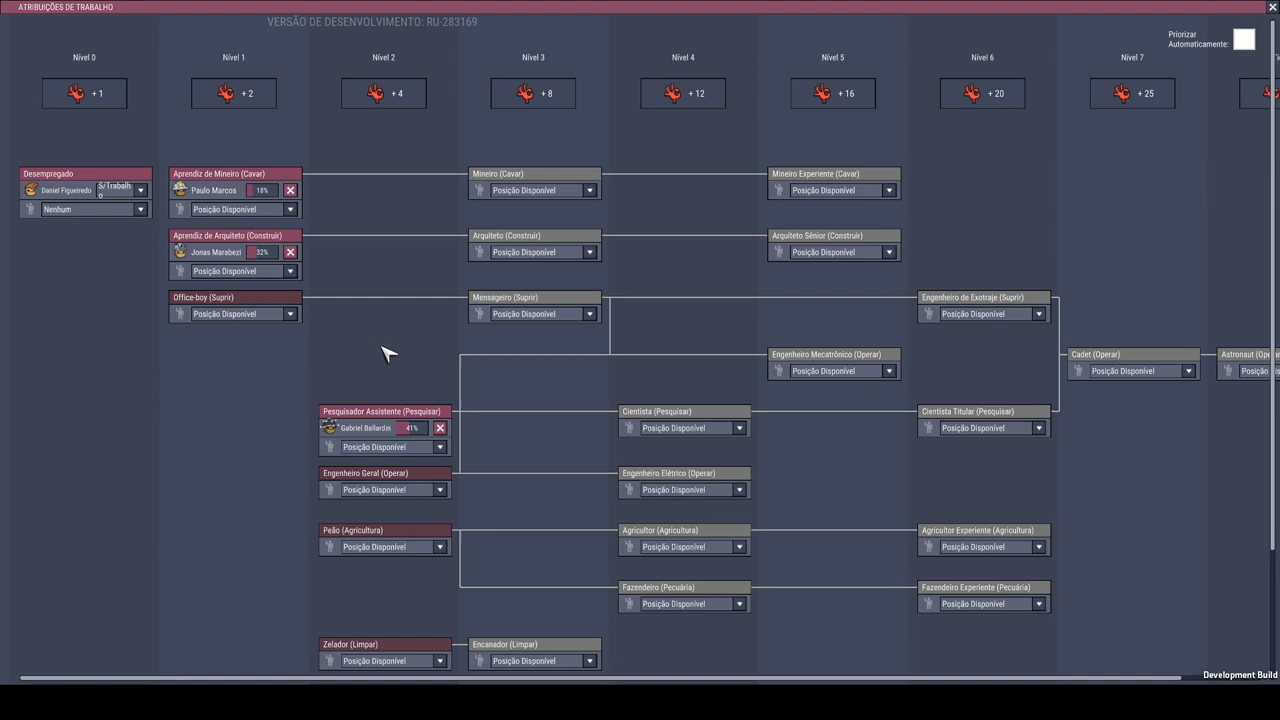 ATRIBUIÇÕES DE TRABALHO
VERSÃO DE DESENVOLVIMENTO: RU-283169
Priorizar
Automaticamente:
Nível 0
Nível 1
Nível 2
Nível 3
Nível 4
Nível 5
Nível 6
Nível 7
+ 1
+ 2
+ 4
+ 8
+ 12
+ 16
+ 20
+ 25
Desempregado
Daniel Figueiredo
S/Trabalh
o
Nenhum
Aprendiz de Mineiro (Cavar)
Paulo Marcos
18%
Posição Disponível
Mineiro (Cavar)
Posição Disponível
Mineiro Experiente (Cavar)
Posição Disponível
Aprendiz de Arquiteto (Construir)
Jonas Marabezi
32%
Posição Disponível
Arquiteto (Construir)
Posição Disponível
Arquiteto Sênior (Construir)
Posição Disponível
Office-boy (Suprir)
Posição Disponível
Mensageiro (Suprir)
Posição Disponível
Engenheiro de Exotraje (Suprir)
Posição Disponível
Engenheiro Mecatrônico (Operar)
Posição Disponível
Cadet (Operar)
Posição Disponível
Astronaut (Opera
Posição
Pesquisador Assistente (Pesquisar)
Gabriel Ballardin
41%
Posição Disponível
Cientista (Pesquisar)
Posição Disponível
Cientista Titular (Pesquisar)
Posição Disponível
Engenheiro Geral (Operar)
Posição Disponível
Engenheiro Elétrico (Operar)
Posição Disponível
Peão (Agricultura)
Posição Disponível
Agricultor (Agricultura)
Posição Disponível
Agricultor Experiente (Agricultura)
Posição Disponível
Fazendeiro (Pecuária)
Posição Disponível
Fazendeiro Experiente (Pecuária)
Posição Disponível
Zelador (Limpar)
Posição Disponível
Encanador (Limpar)
Posição Disponível
Development Build